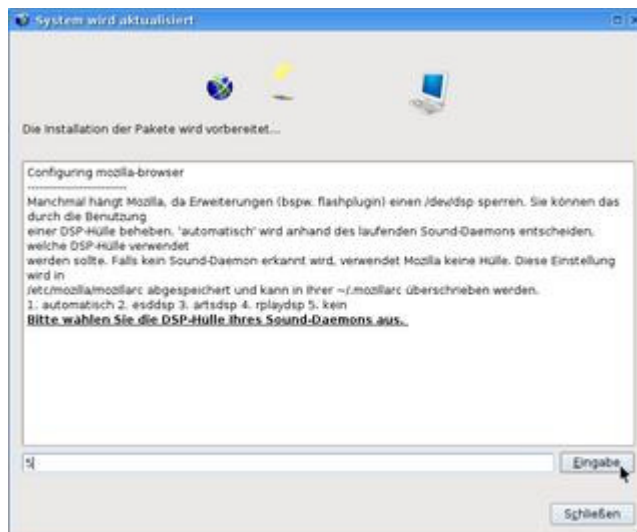 System wird aktualisiert
Die Installation der Pakete wird vorbereitet...
Configuring mozilla-browser
------------------------
Manchmal hängt Mozilla, da Erweiterungen (bspw. flashplugin) einen /dev/dsp sperren. Sie können das
durch die Benutzung
einer DSP-Hülle beheben. 'automatisch' wird anhand des laufenden Sound-Daemons entscheiden,
welche DSP-Hülle verwendet
werden sollte. Falls kein Sound-Daemon erkannt wird, verwendet Mozilla keine Hülle. Diese Einstellung
wird in
/etc/mozilla/mozillarc abgespeichert und kann in Ihrer ~/.mozillarc überschrieben werden.
1. automatisch 2. esddsp 3. artsdsp 4. rplaydsp 5. kein
Bitte wählen Sie die DSP-Hülle Ihres Sound-Daemons aus.
5
Eingabe
Schließen